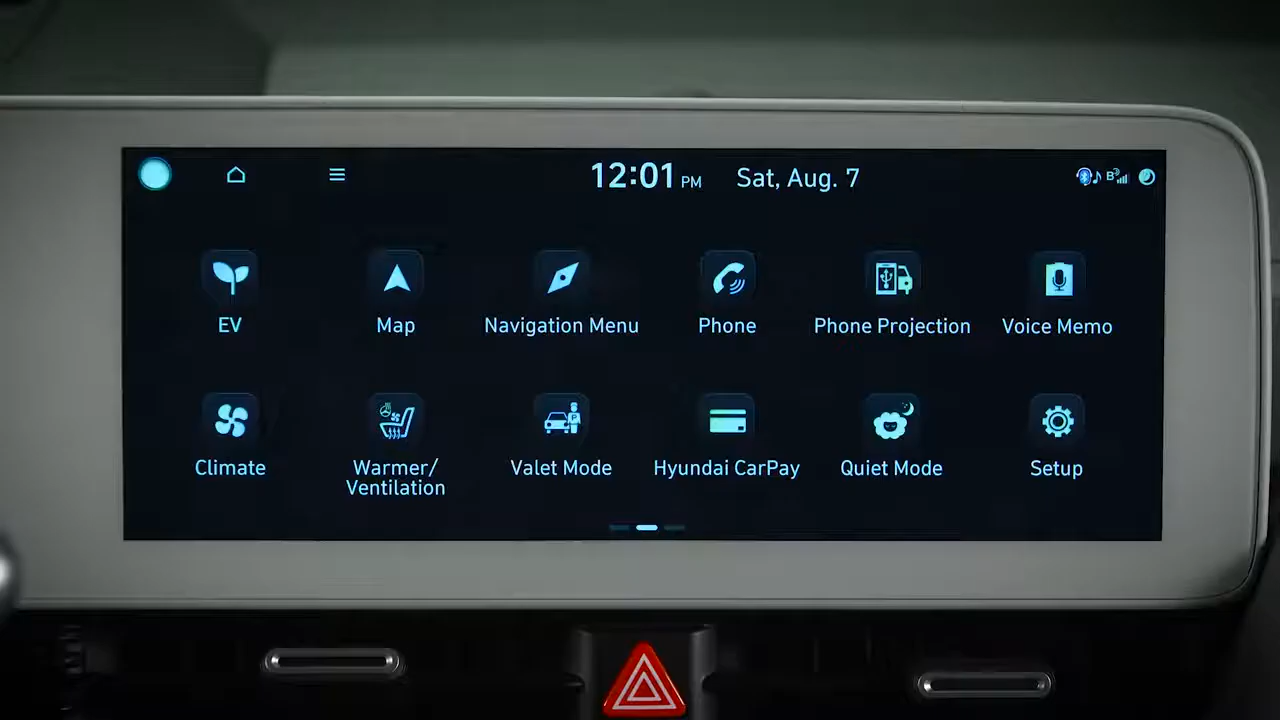 12:01 PM Sat, Aug. 7
EV Map Navigation Menu Phone Phone Projection Voice Memo
Climate Warmer/ Valet Mode Hyundai CarPay Quiet Mode Setup
Ventilation